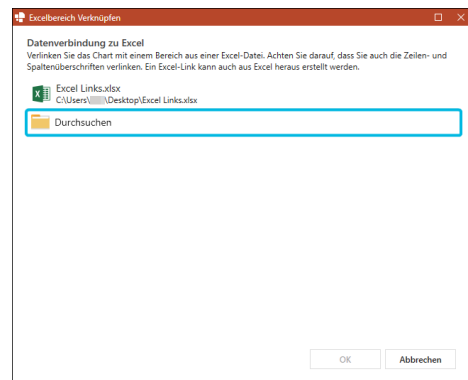 Excelbereich Verknüpfen
Datenverbindung zu Excel
Verlinken Sie das Chart mit einem Bereich aus einer Excel-Datei. Achten Sie darauf, dass Sie auch die Zeilen- und
Spaltenüberschriften verlinken. Ein Excel-Link kann auch aus Excel heraus erstellt werden.
Excel Links.xlsx
C:\Users\ \Desktop\Excel Links.xlsx
Durchsuchen
OK Abbrechen